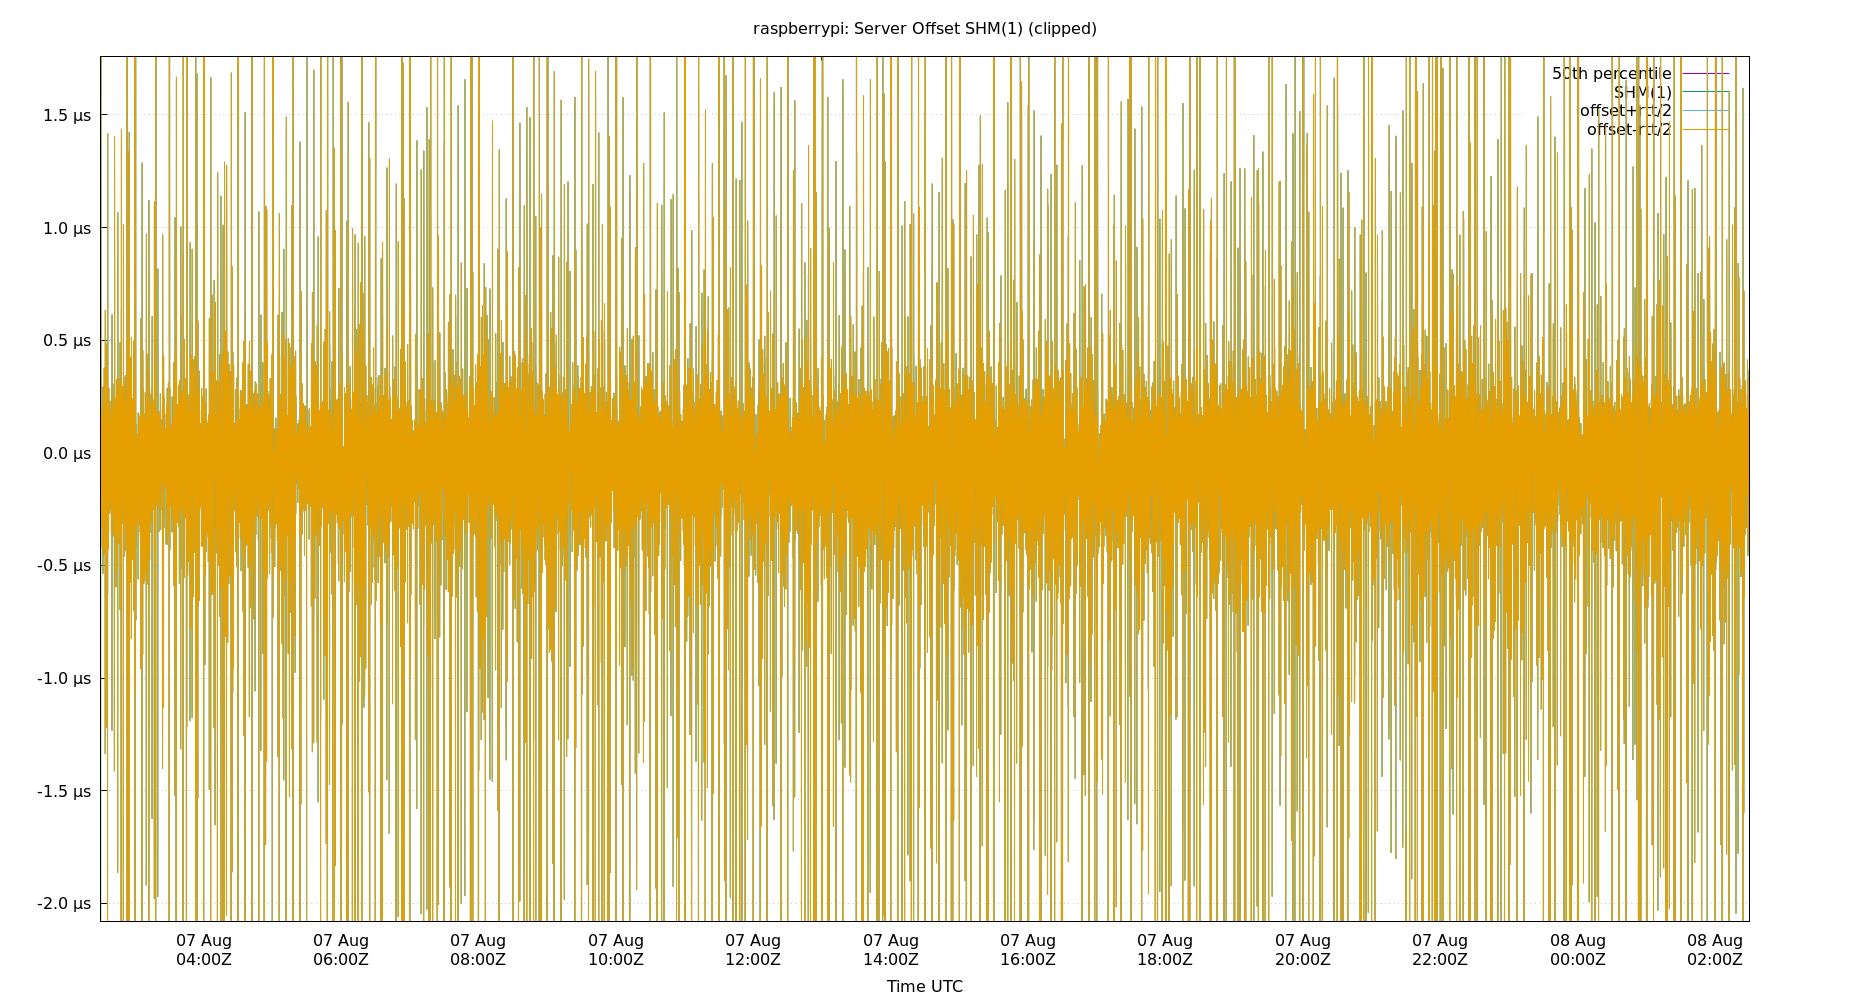 raspberrypi: Server Offset SHM(1) (clipped)
50th percentile
SHM(1)
offset+rtt/2
offset-rtt/2
1.5 µs
1.0 µs
0.5 µs
0.0 µs
-0.5 µs
-1.0 µs
-1.5 µs
-2.0 µs
07 Aug 07 Aug 07 Aug 07 Aug 07 Aug 07 Aug 07 Aug 07 Aug 07 Aug 07 Aug 08 Aug 08 Aug
04:00Z 06:00Z 08:00Z 10:00Z 12:00Z 14:00Z 16:00Z 18:00Z 20:00Z 22:00Z 00:00Z 02:00Z
Time UTC